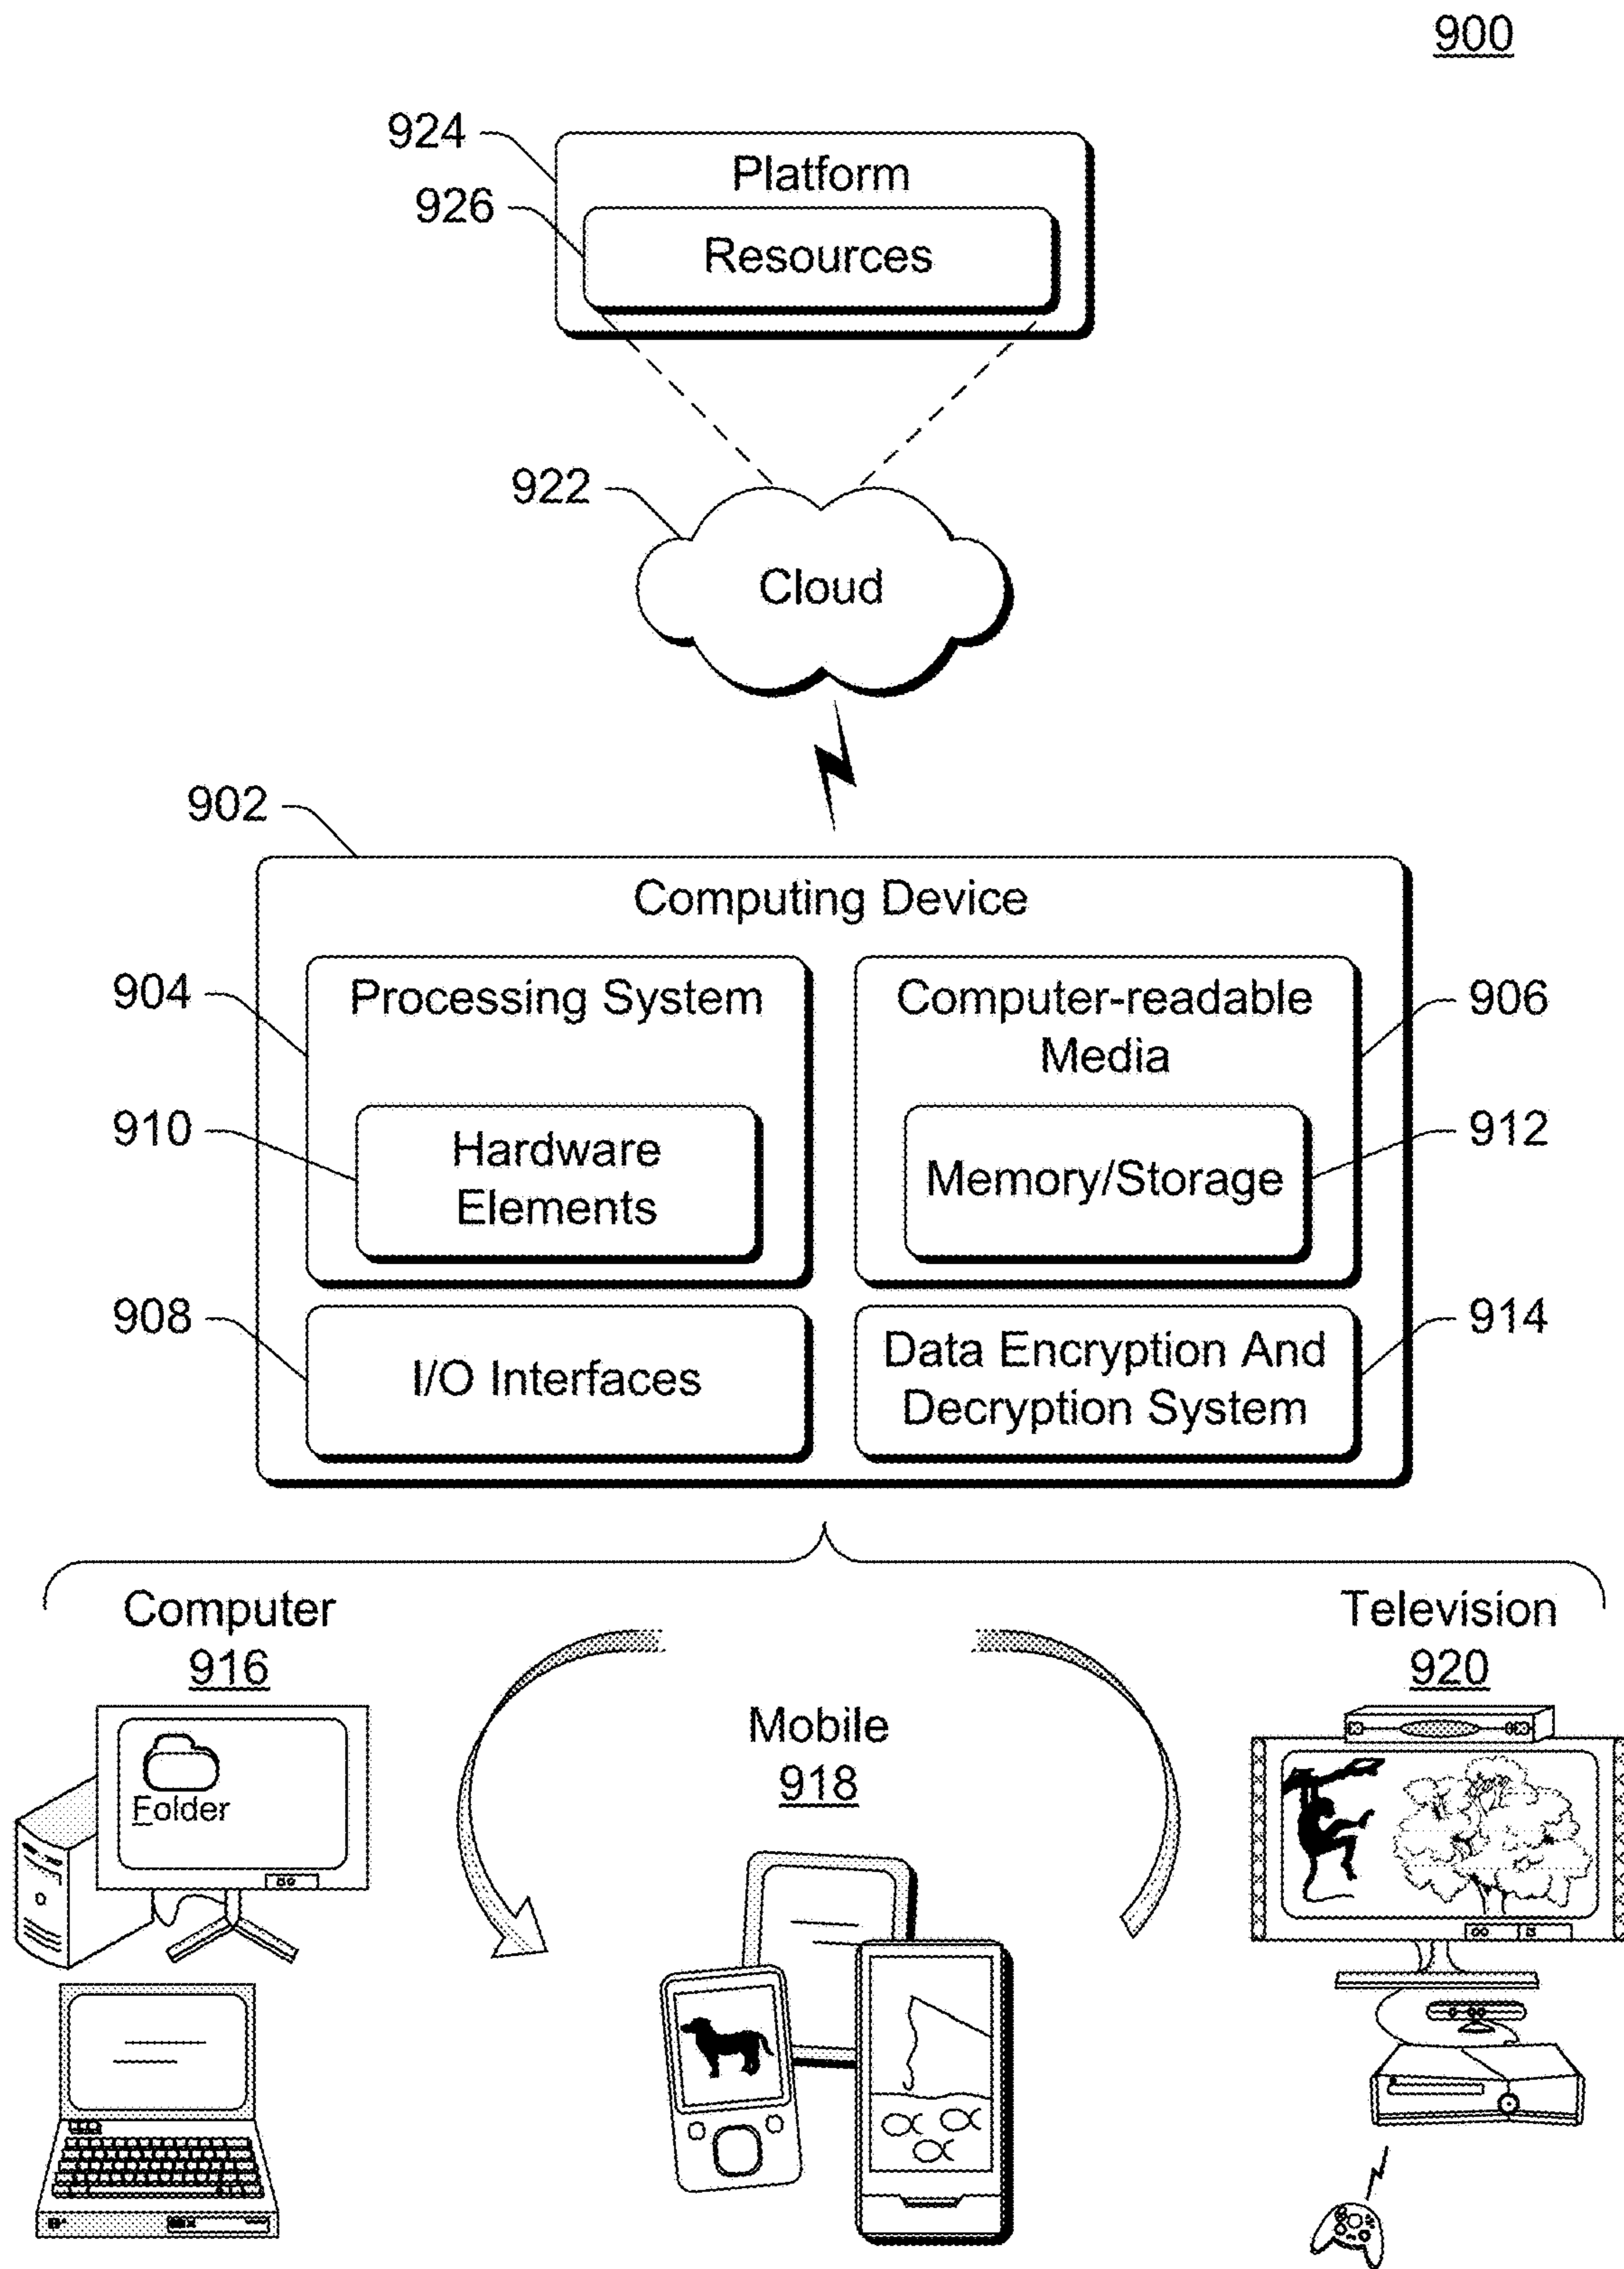 900
924
Platform
926
Resources
922
Cloud
902
Computing Device
904
Processing System
Computer-readable
Media
906
910
Hardware
Elements
Memory/Storage
912
908
I/O Interfaces
Data Encryption And
Decryption System
914
Computer
916
Folder
Mobile
918
Television
920